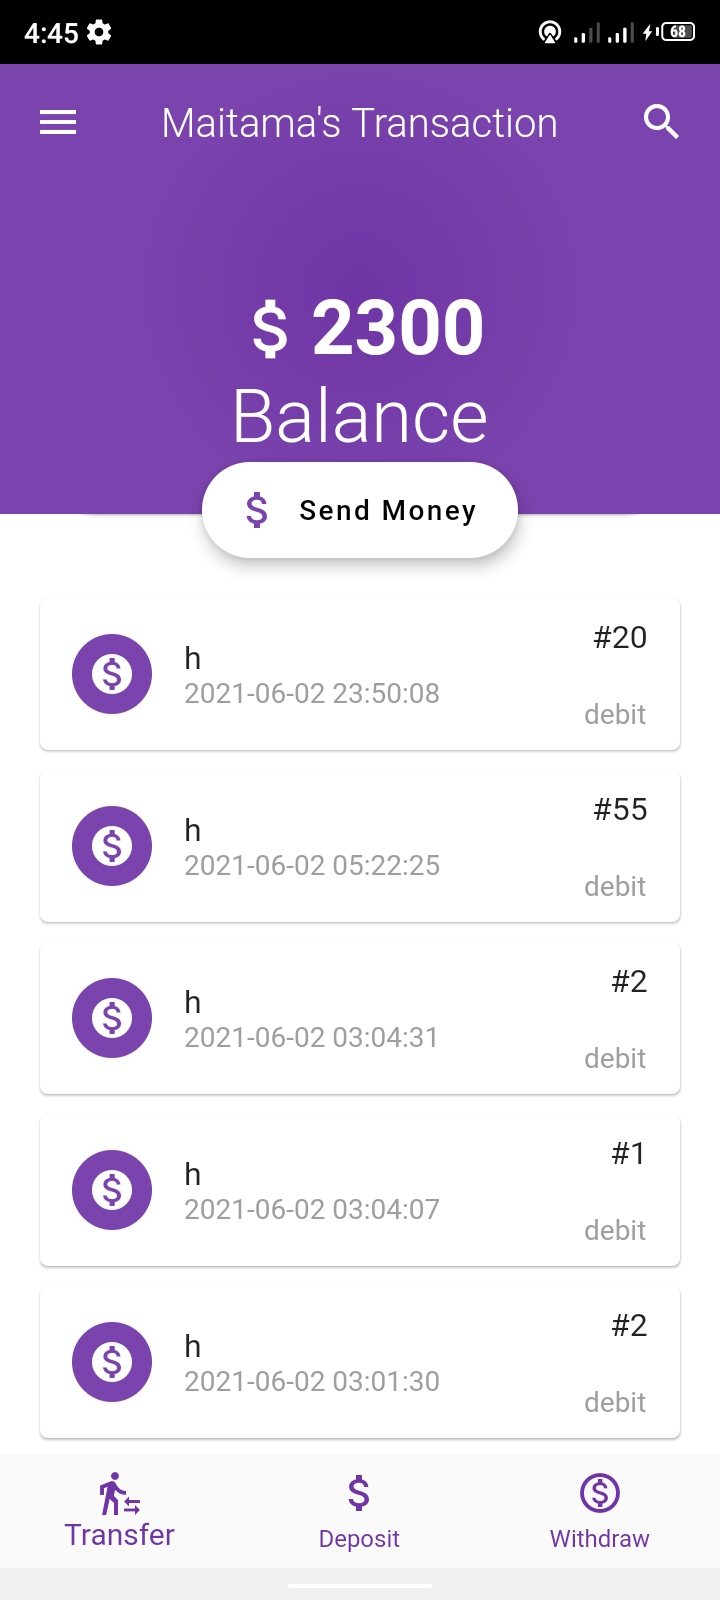 4:45
68
Maitama's Transaction
$ 2300
Balance
$ Send Money
$ h #20
2021-06-02 23:50:08
debit
$ h #55
2021-06-02 05:22:25
debit
$ h #2
2021-06-02 03:04:31
debit
$ h #1
2021-06-02 03:04:07
debit
$ h #2
2021-06-02 03:01:30
debit
Transfer
$ Deposit
$ Withdraw